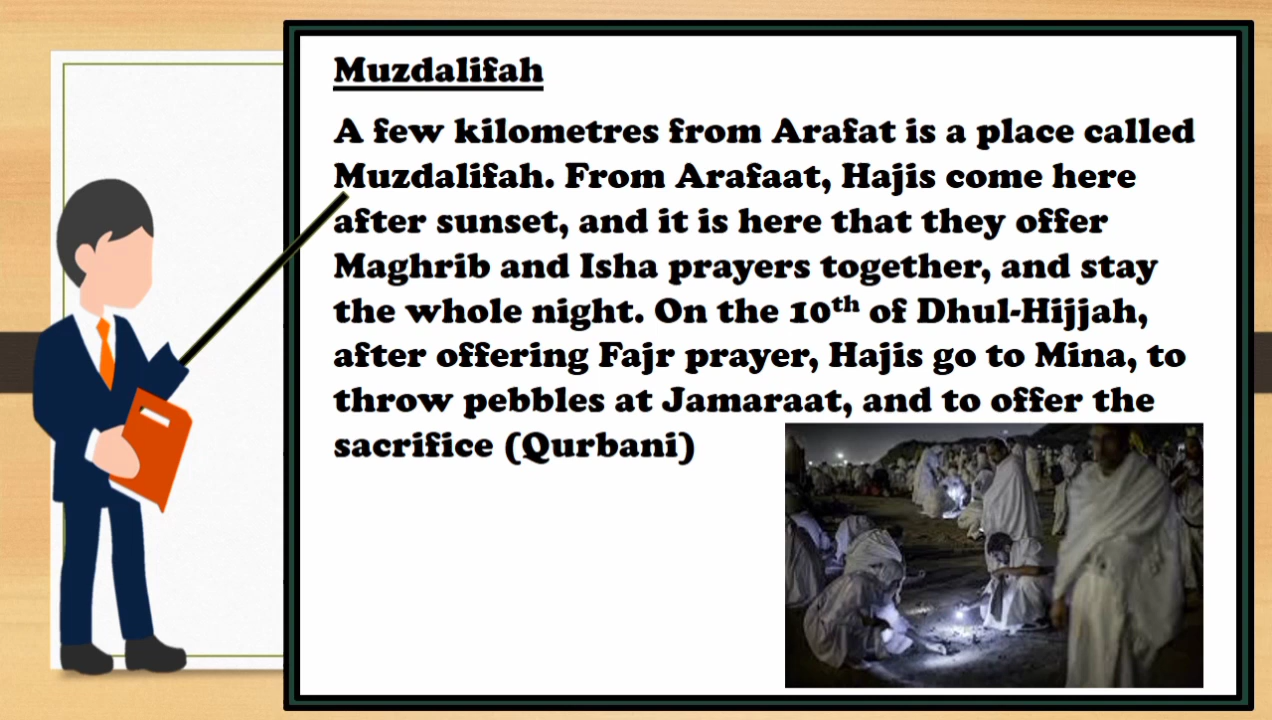 Muzdalifah
A few kilometres from Arafat is a place called
Muzdalifah. From Arafaat, Hajis come here
after sunset, and it is here that they offer
Maghrib and Isha prayers together, and stay
the whole night. On the 10th of Dhul-Hijjah,
after offering Fajr prayer, Hajis go to Mina, to
throw pebbles at Jamaraat, and to offer the
sacrifice (Qurbani)